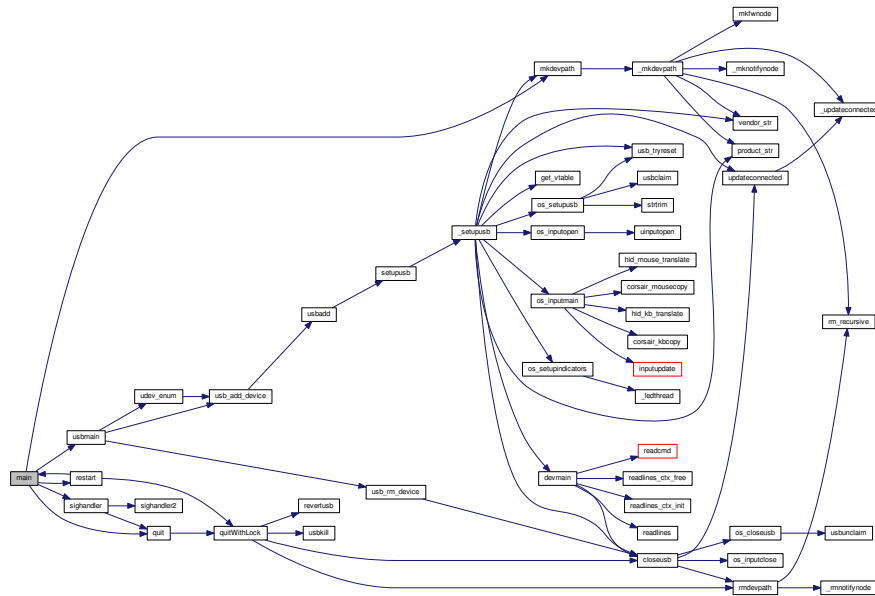 mkfwnode
mkdevpath
_mkdevpath
_mknotifynode
_updateconnected
vendor_str
usb_tryreset
product_str
get_vtable
usbclaim
updateconnected
os_setupusb
strtrim
_setupusb
os_inputopen
uinputopen
hid_mouse_translate
setupusb
corsair_mousecopy
os_inputmain
usbadd
hid_kb_translate
rm_recursive
corsair_kbcopy
os_setupindicators
inputupdate
udev_enum
usb_add_device
_ledthread
usbmain
readcmd
main
restart
devmain
readlines_ctx_free
usb_rm_device
sighandler
sighandler2
revertusb
readlines_ctx_init
quit
quitWithLock
usbkill
readlines
os_closeusb
usbunclaim
closeusb
os_inputclose
rmdevpath
_rmnotifynode